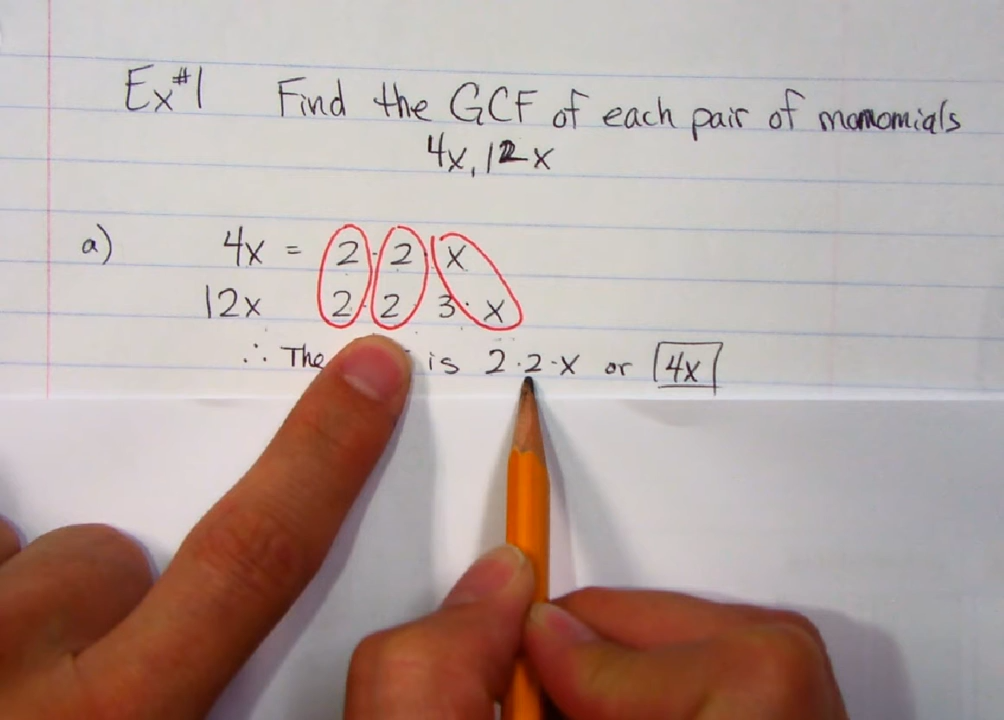 Ex#1 Find the GCF of each pair of monomials
4x, 12x
a) 4x = 2 · 2 · x
12x 2 · 2 3 · x
∴ The is 2·2·x or 4x